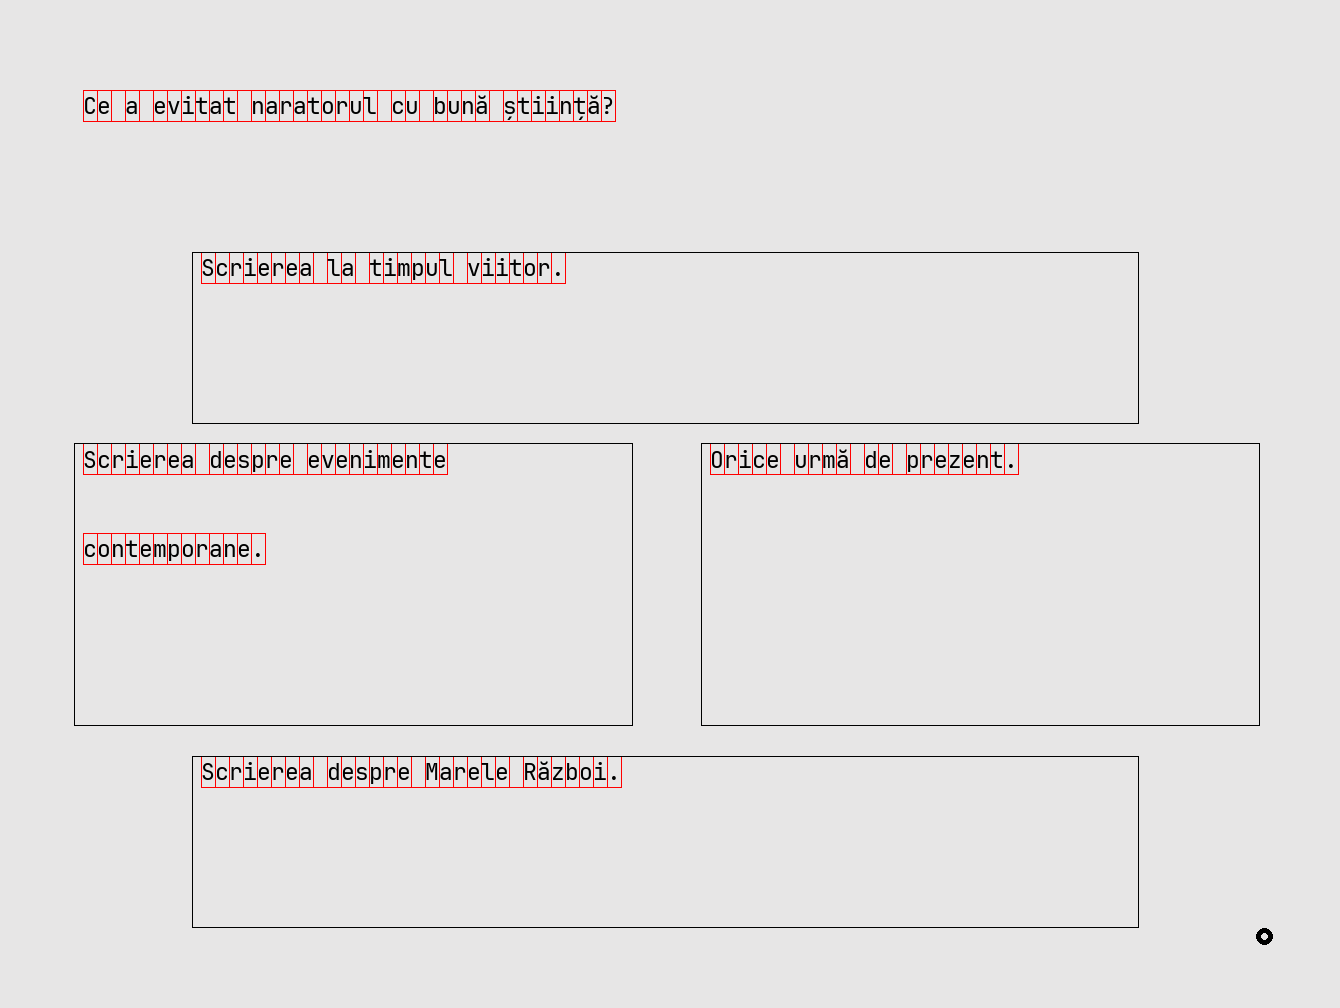 Ce a evitat naratorul cu bună știință?
Scrierea la timpul viitor.
Scrierea despre evenimente
contemporane.
Orice urmă de prezent.
Scrierea despre Marele Război.